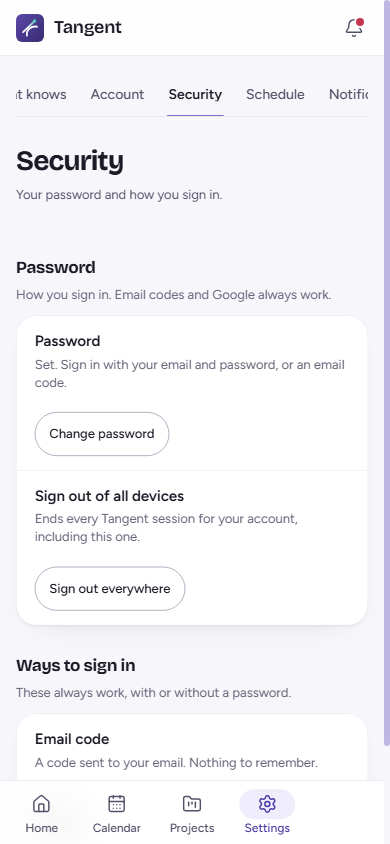 Tangent
t knows Account Security Schedule Notific
Security
Your password and how you sign in.
Password
How you sign in. Email codes and Google always work.
Password
Set. Sign in with your email and password, or an email
code.
Change password
Sign out of all devices
Ends every Tangent session for your account,
including this one.
Sign out everywhere
Ways to sign in
These always work, with or without a password.
Email code
A code sent to your email. Nothing to remember.
Home Calendar Projects Settings